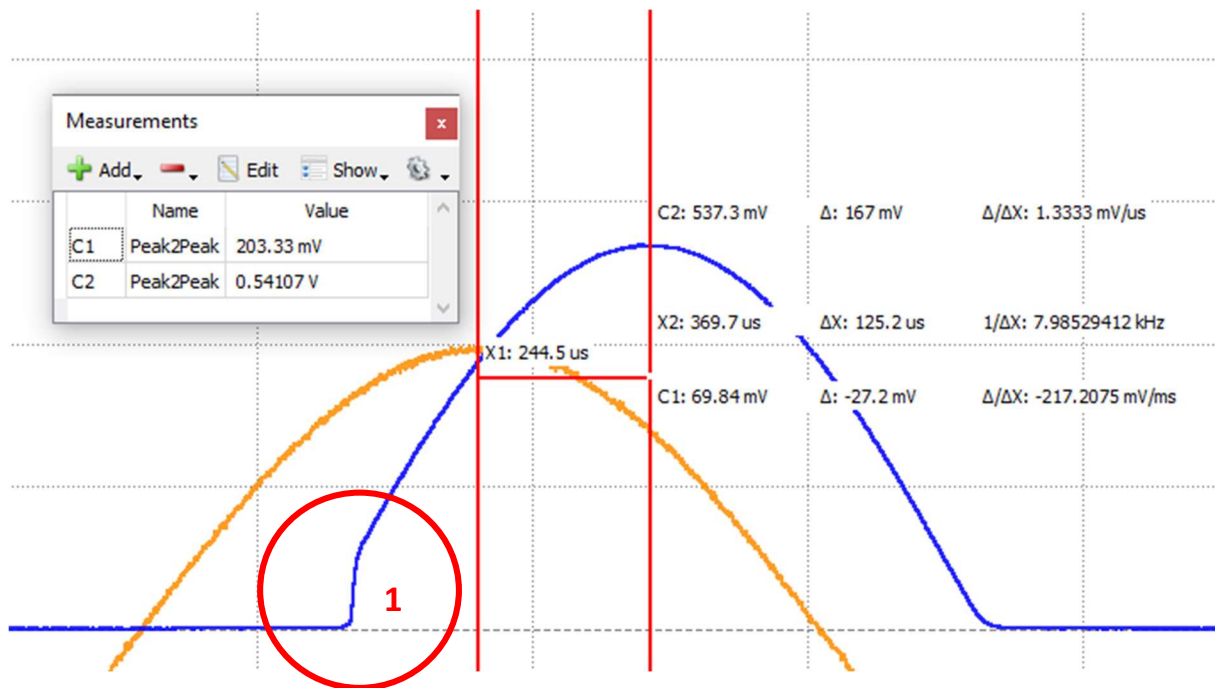 Measurements
x
Add Edit Show
Name Value
C1 Peak2Peak 203.33 mV
C2 Peak2Peak 0.54107 V
C2: 537.3 mV Δ: 167 mV Δ/ΔX: 1.3333 mV/us
X2: 369.7 us ΔX: 125.2 us 1/ΔX: 7.98529412 kHz
X1: 244.5 us
C1: 69.84 mV Δ: -27.2 mV Δ/ΔX: -217.2075 mV/ms
1